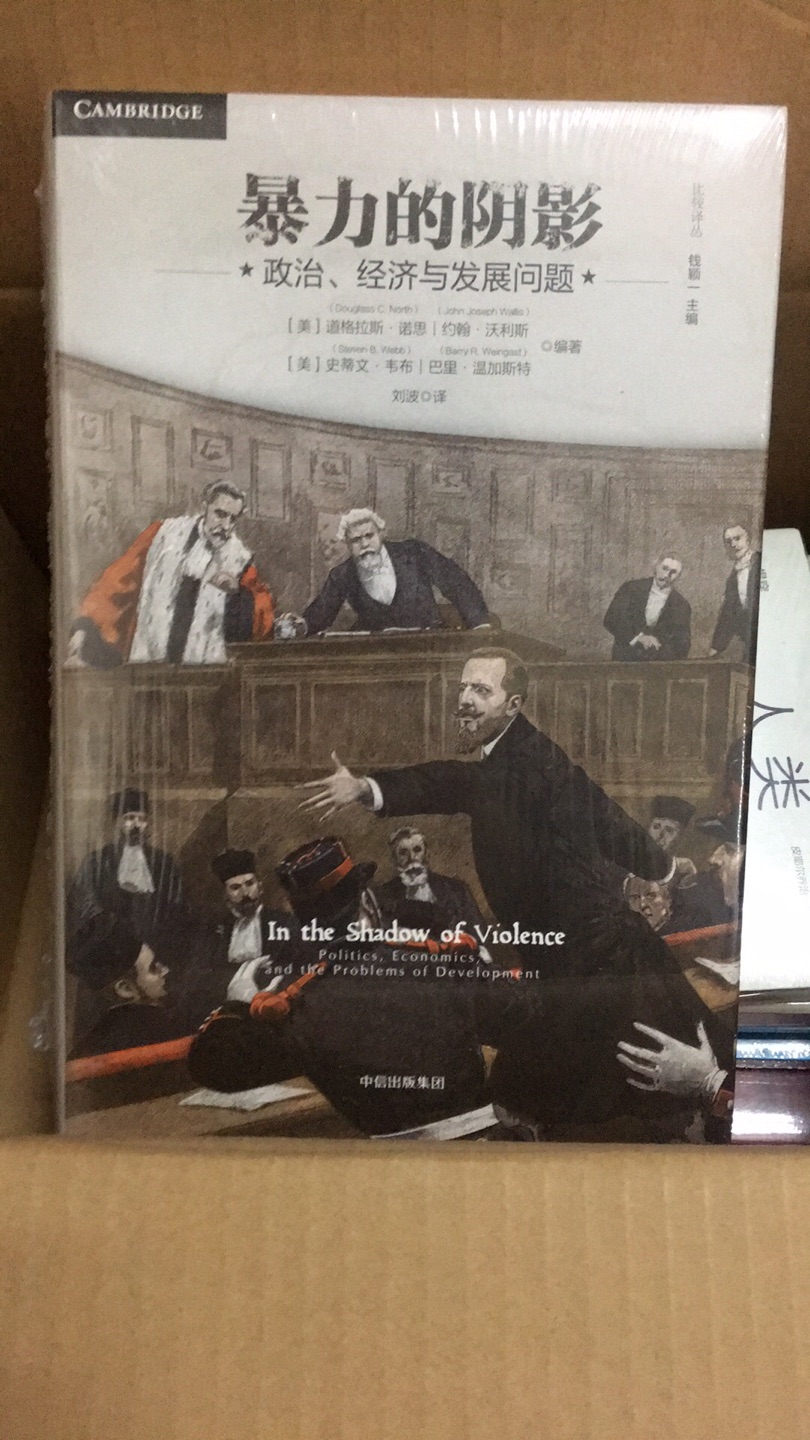 CAMBRIDGE
暴力的阴影
★政治、经济与发展问题★
(Douglass C. North) (John Joseph Wallis)
[美]道格拉斯·诺思|约翰·沃利斯
(Steven B. Webb) (Barry R. Weingast)
[美]史蒂文·韦布|巴里·温加斯特
◎编著
刘波◎译
比较译丛
钱颖一 主编
In the Shadow of Violence
Politics, Economics,
and the Problems of Development
中信出版集团
人类